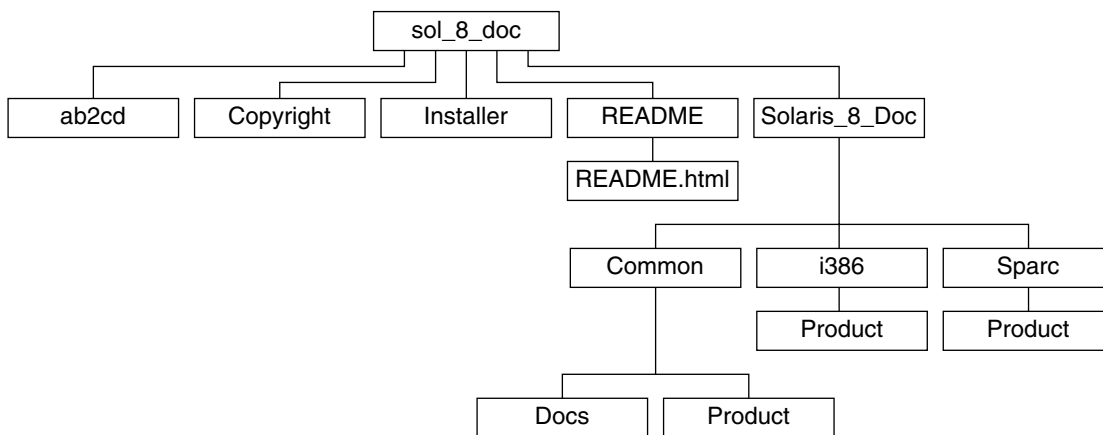 sol_8_doc
ab2cd
Copyright
Installer
README
Solaris_8_Doc
README.html
Common
i386
Sparc
Product
Product
Docs
Product